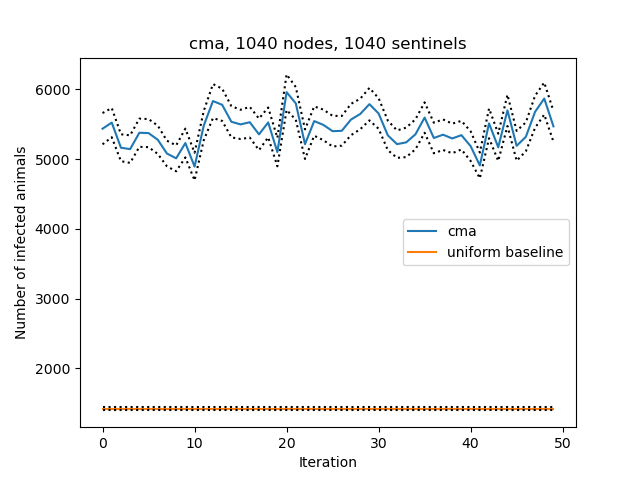 cma, 1040 nodes, 1040 sentinels
Number of infected animals
6000
5000
4000
3000
2000
cma
uniform baseline
0
10
20
30
40
50
Iteration